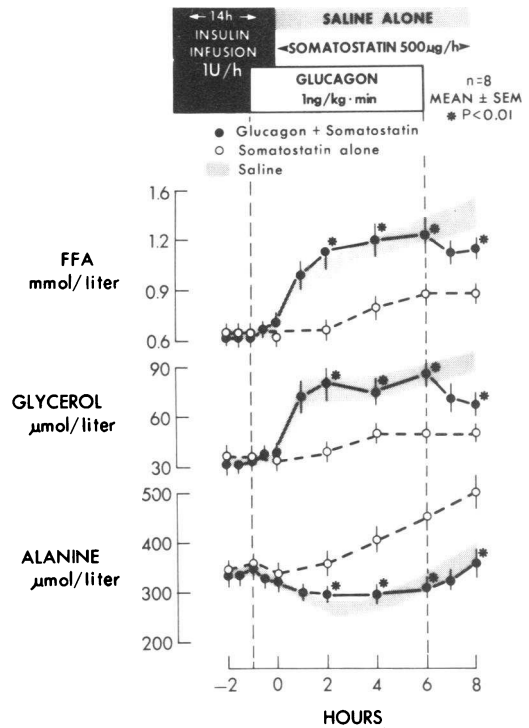 ← 14h →
INSULIN
INFUSION
1U/h
SALINE ALONE
◄SOMATOSTATIN 500µg/h►
GLUCAGON
1ng/kg·min
n=8
MEAN ± SEM
✱ P<0.01
● Glucagon + Somatostatin
○ Somatostatin alone
Saline
FFA
mmol/liter
1.6
1.2
0.9
0.6
GLYCEROL
µmol/liter
90
60
30
ALANINE
µmol/liter
500
400
300
200
−2 0 2 4 6 8
HOURS